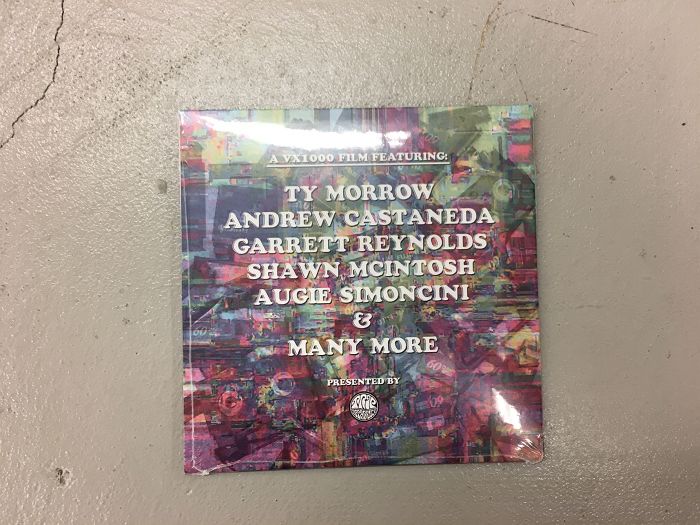 A VX1000 FILM FEATURING:
TY MORROW
ANDREW CASTANEDA
GARRETT REYNOLDS
SHAWN MCINTOSH
AUGIE SIMONCINI
&
MANY MORE
PRESENTED BY